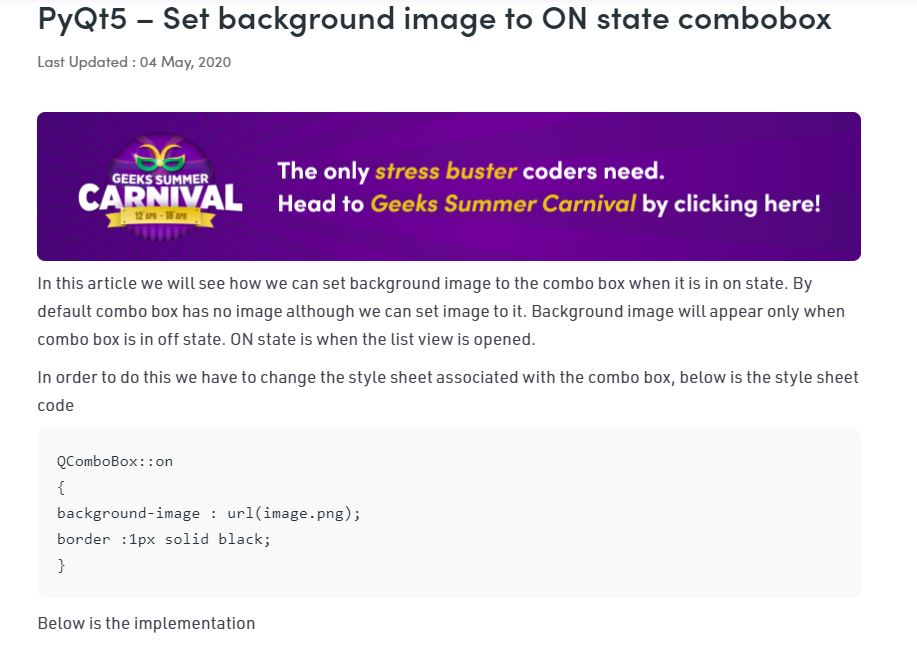 PyQt5 – Set background image to ON state combobox
Last Updated : 04 May, 2020
GEEKS SUMMER
CARNIVAL
12 APR - 18 APR
The only stress buster coders need.
Head to Geeks Summer Carnival by clicking here!
In this article we will see how we can set background image to the combo box when it is in on state. By
default combo box has no image although we can set image to it. Background image will appear only when
combo box is in off state. ON state is when the list view is opened.
In order to do this we have to change the style sheet associated with the combo box, below is the style sheet
code
QComboBox::on
{
background-image : url(image.png);
border :1px solid black;
}
Below is the implementation